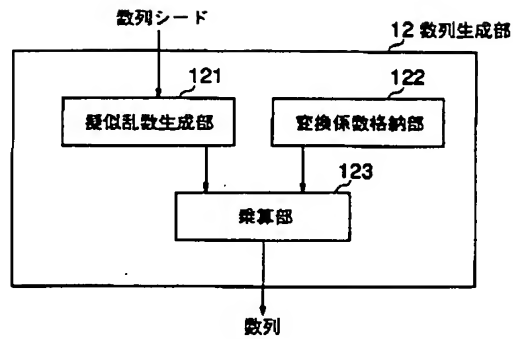 数列シード
12 数列生成部
121
122
擬似乱数生成部
変換係数格納部
123
乗算部
数列